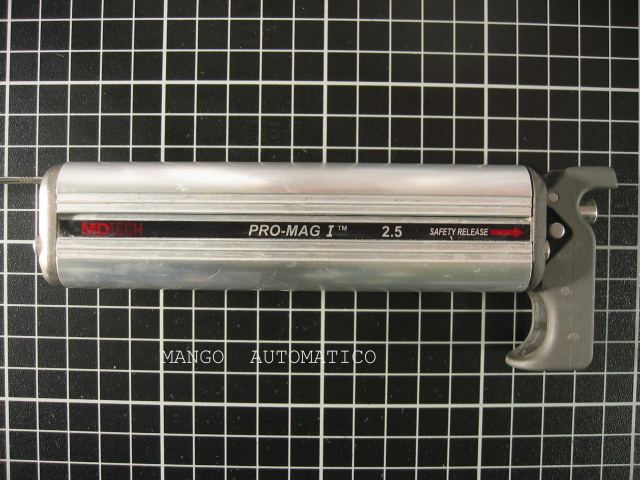 MDTECH PRO-MAG I™ 2.5 SAFETY RELEASE
MANGO AUTOMATICO